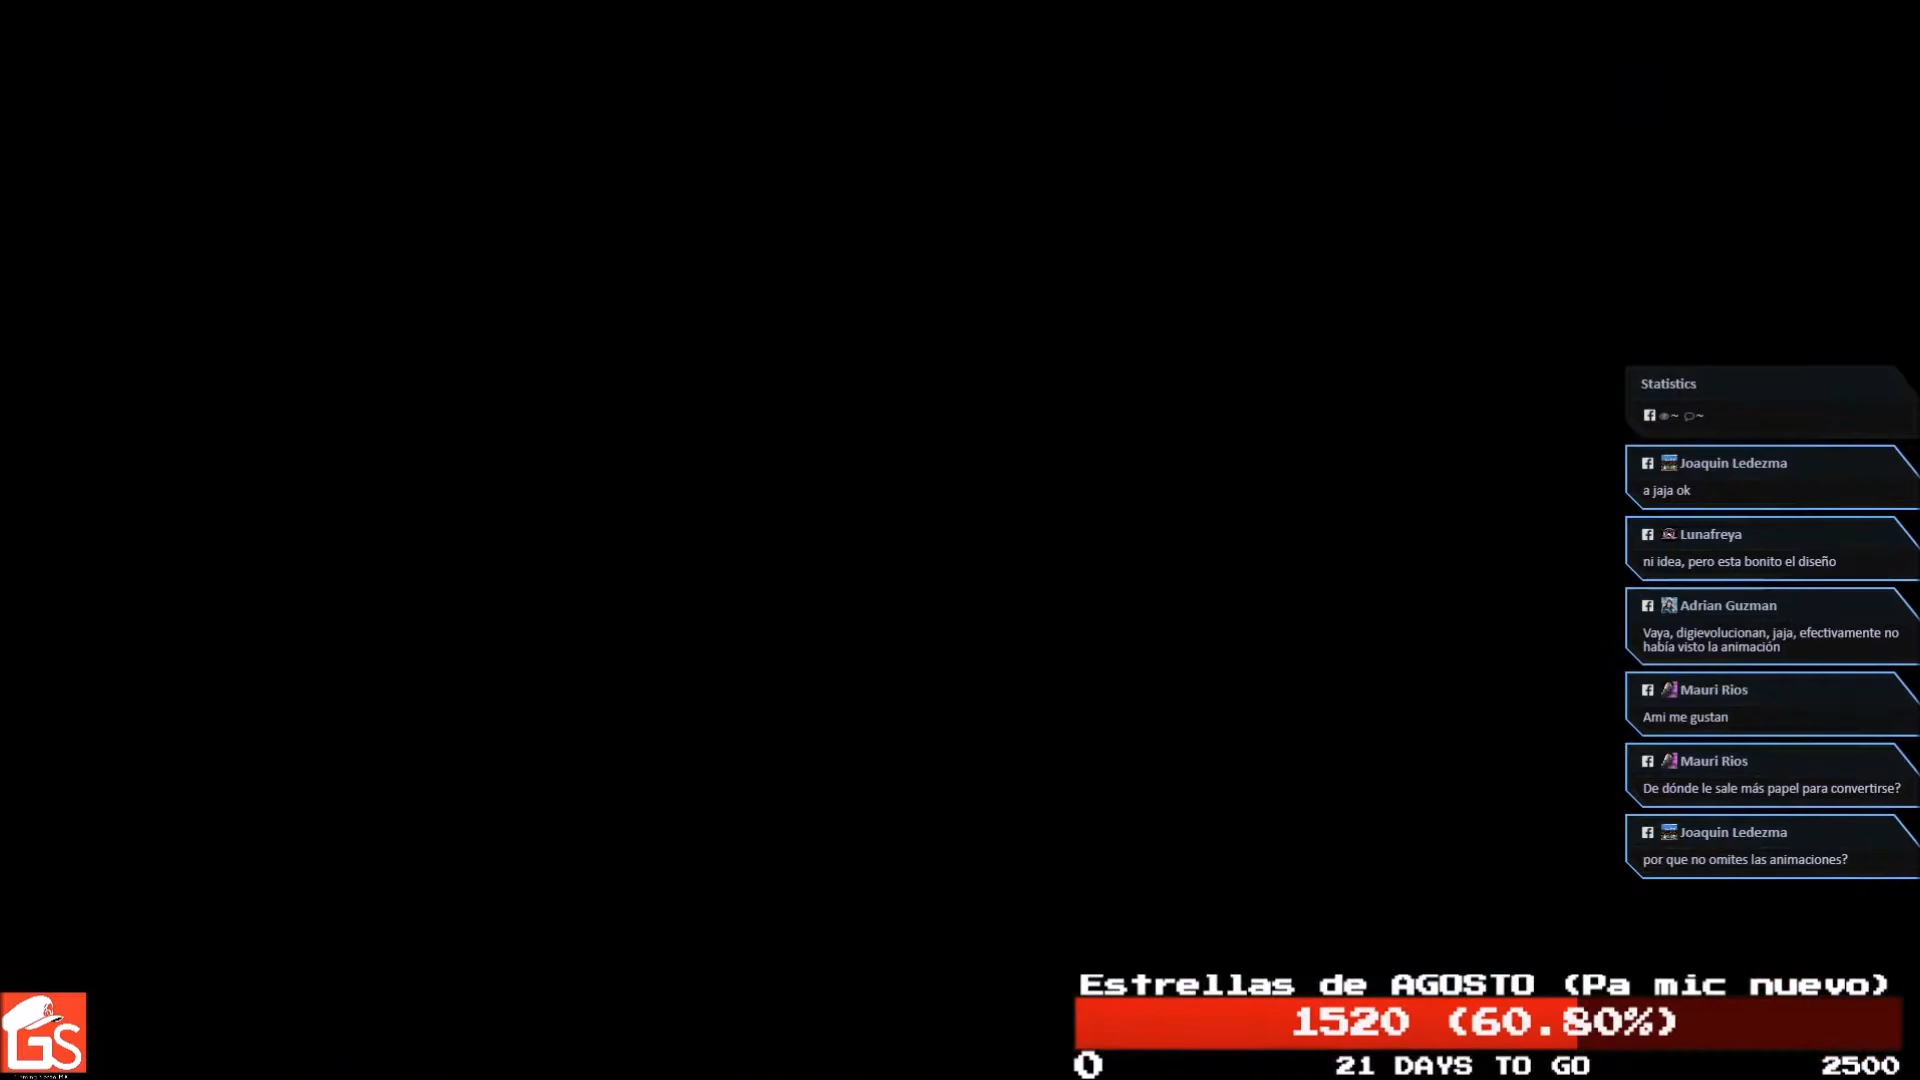 Statistics
~ ~
Joaquin Ledezma
a jaja ok
Lunafreya
ni idea, pero esta bonito el diseño
Adrian Guzman
Vaya, digievolucionan, jaja, efectivamente no
había visto la animación
Mauri Rios
Ami me gustan
Mauri Rios
De dónde le sale más papel para convertirse?
Joaquin Ledezma
por que no omites las animaciones?
Estrellas de AGOSTO (Pa mic nuevo)
1520 (60.80%)
0 21 DAYS TO GO 2500
GS